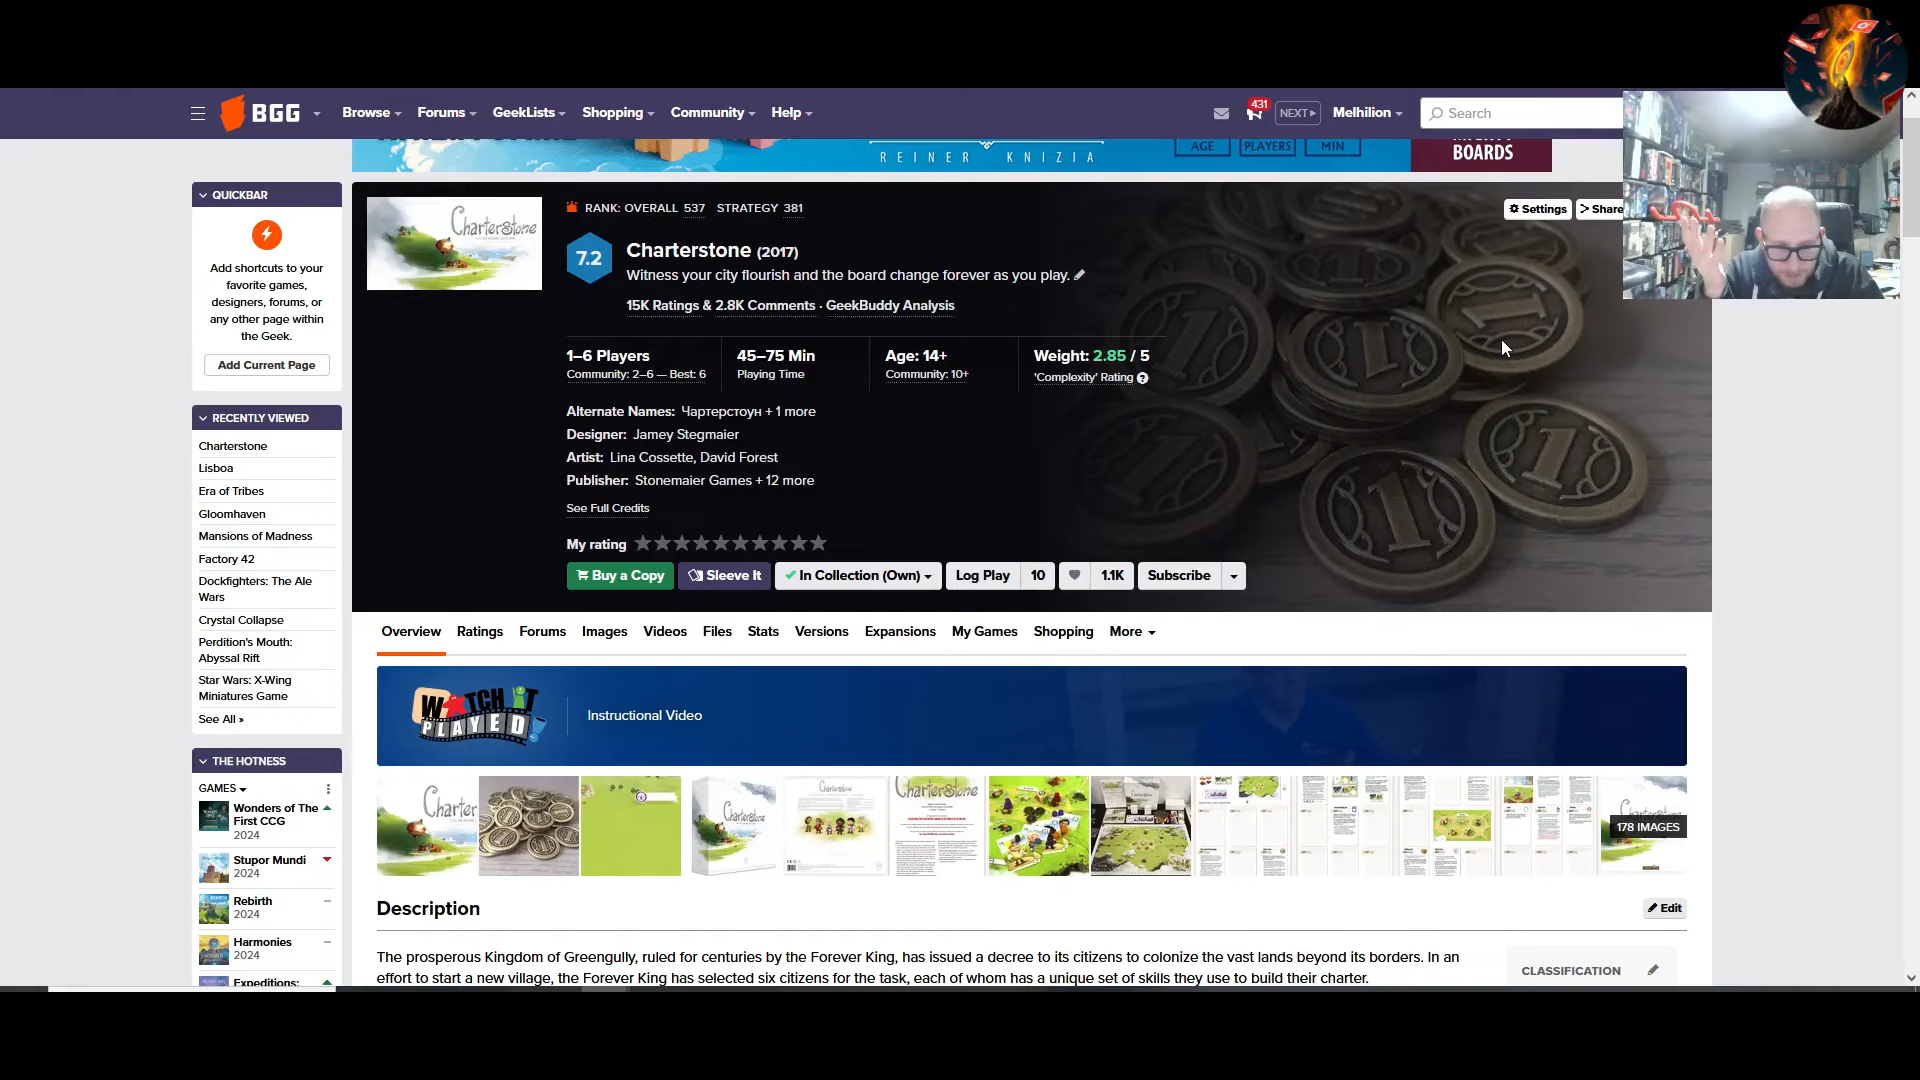 BGG
Browse
Forums
GeekLists
Shopping
Community
Help
431
NEXT
Melhilion
Search
REINER KNIZIA
AGE
PLAYERS
MIN
BOARDS
QUICKBAR
Add shortcuts to your
favorite games,
designers, forums, or
any other page within
the Geek.
Add Current Page
RECENTLY VIEWED
Charterstone
Lisboa
Era of Tribes
Gloomhaven
Mansions of Madness
Factory 42
Dockfighters: The Ale
Wars
Crystal Collapse
Perdition's Mouth:
Abyssal Rift
Star Wars: X-Wing
Miniatures Game
See All »
THE HOTNESS
GAMES
Wonders of The
First CCG
2024
Stupor Mundi
2024
Rebirth
2024
Harmonies
2024
Expeditions:
Charterstone
RANK: OVERALL 537 STRATEGY 381
Settings
Share
7.2
Charterstone (2017)
Witness your city flourish and the board change forever as you play.
15K Ratings & 2.8K Comments · GeekBuddy Analysis
1–6 Players
Community: 2–6 — Best: 6
45–75 Min
Playing Time
Age: 14+
Community: 10+
Weight: 2.85 / 5
'Complexity' Rating
Alternate Names: Чартерстоун + 1 more
Designer: Jamey Stegmaier
Artist: Lina Cossette, David Forest
Publisher: Stonemaier Games + 12 more
See Full Credits
My rating
Buy a Copy
Sleeve It
In Collection (Own)
Log Play
10
1.1K
Subscribe
Overview
Ratings
Forums
Images
Videos
Files
Stats
Versions
Expansions
My Games
Shopping
More
WATCH IT
PLAYED
Instructional Video
178 IMAGES
Description
Edit
The prosperous Kingdom of Greengully, ruled for centuries by the Forever King, has issued a decree to its citizens to colonize the vast lands beyond its borders. In an
effort to start a new village, the Forever King has selected six citizens for the task, each of whom has a unique set of skills they use to build their charter.
CLASSIFICATION